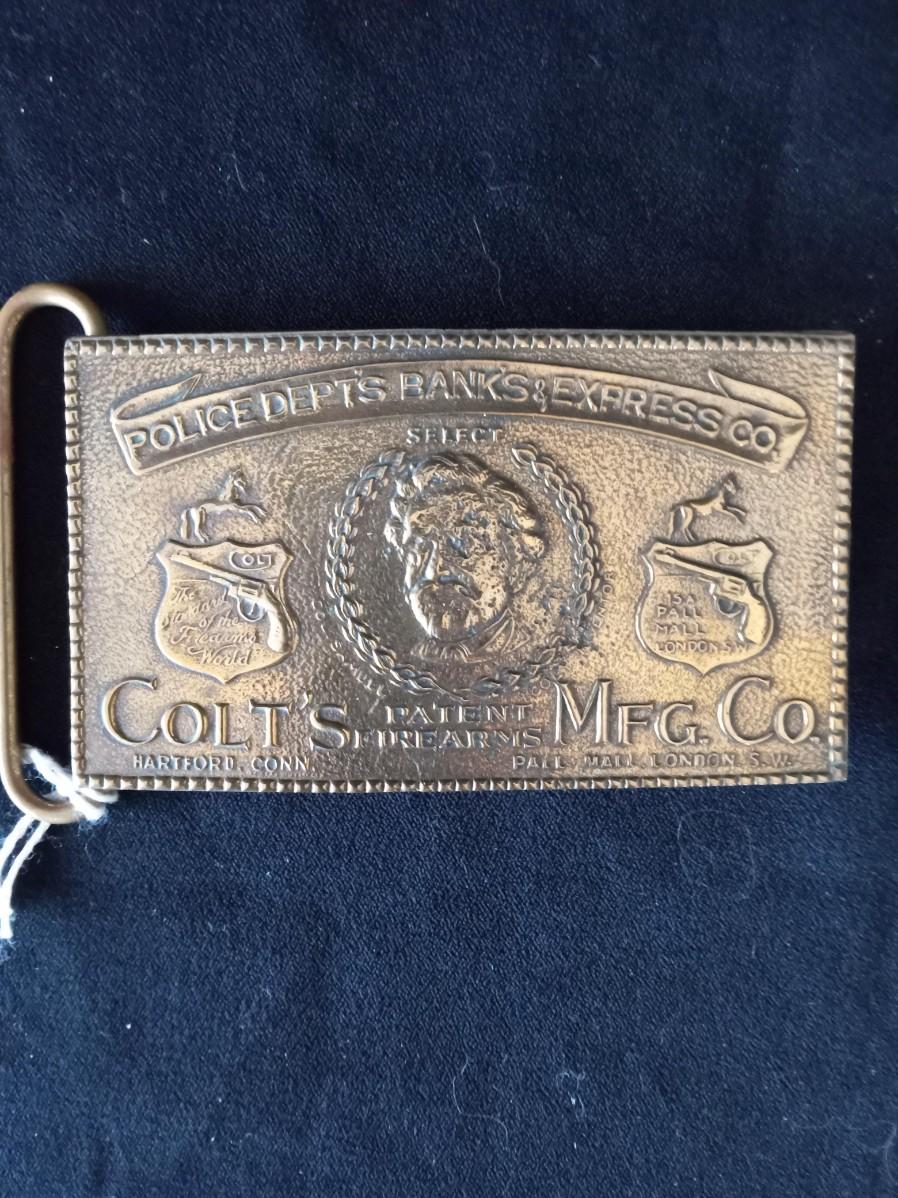 POLICE DEPT'S BANKS & EXPRESS CO.
SELECT
COLT
The
Standard
of the
Firearms
World
15A
PALL
MALL
LONDON S.W.
COLT'S PATENT FIREARMS MFG. CO.
HARTFORD, CONN. PALL MALL LONDON S.W.